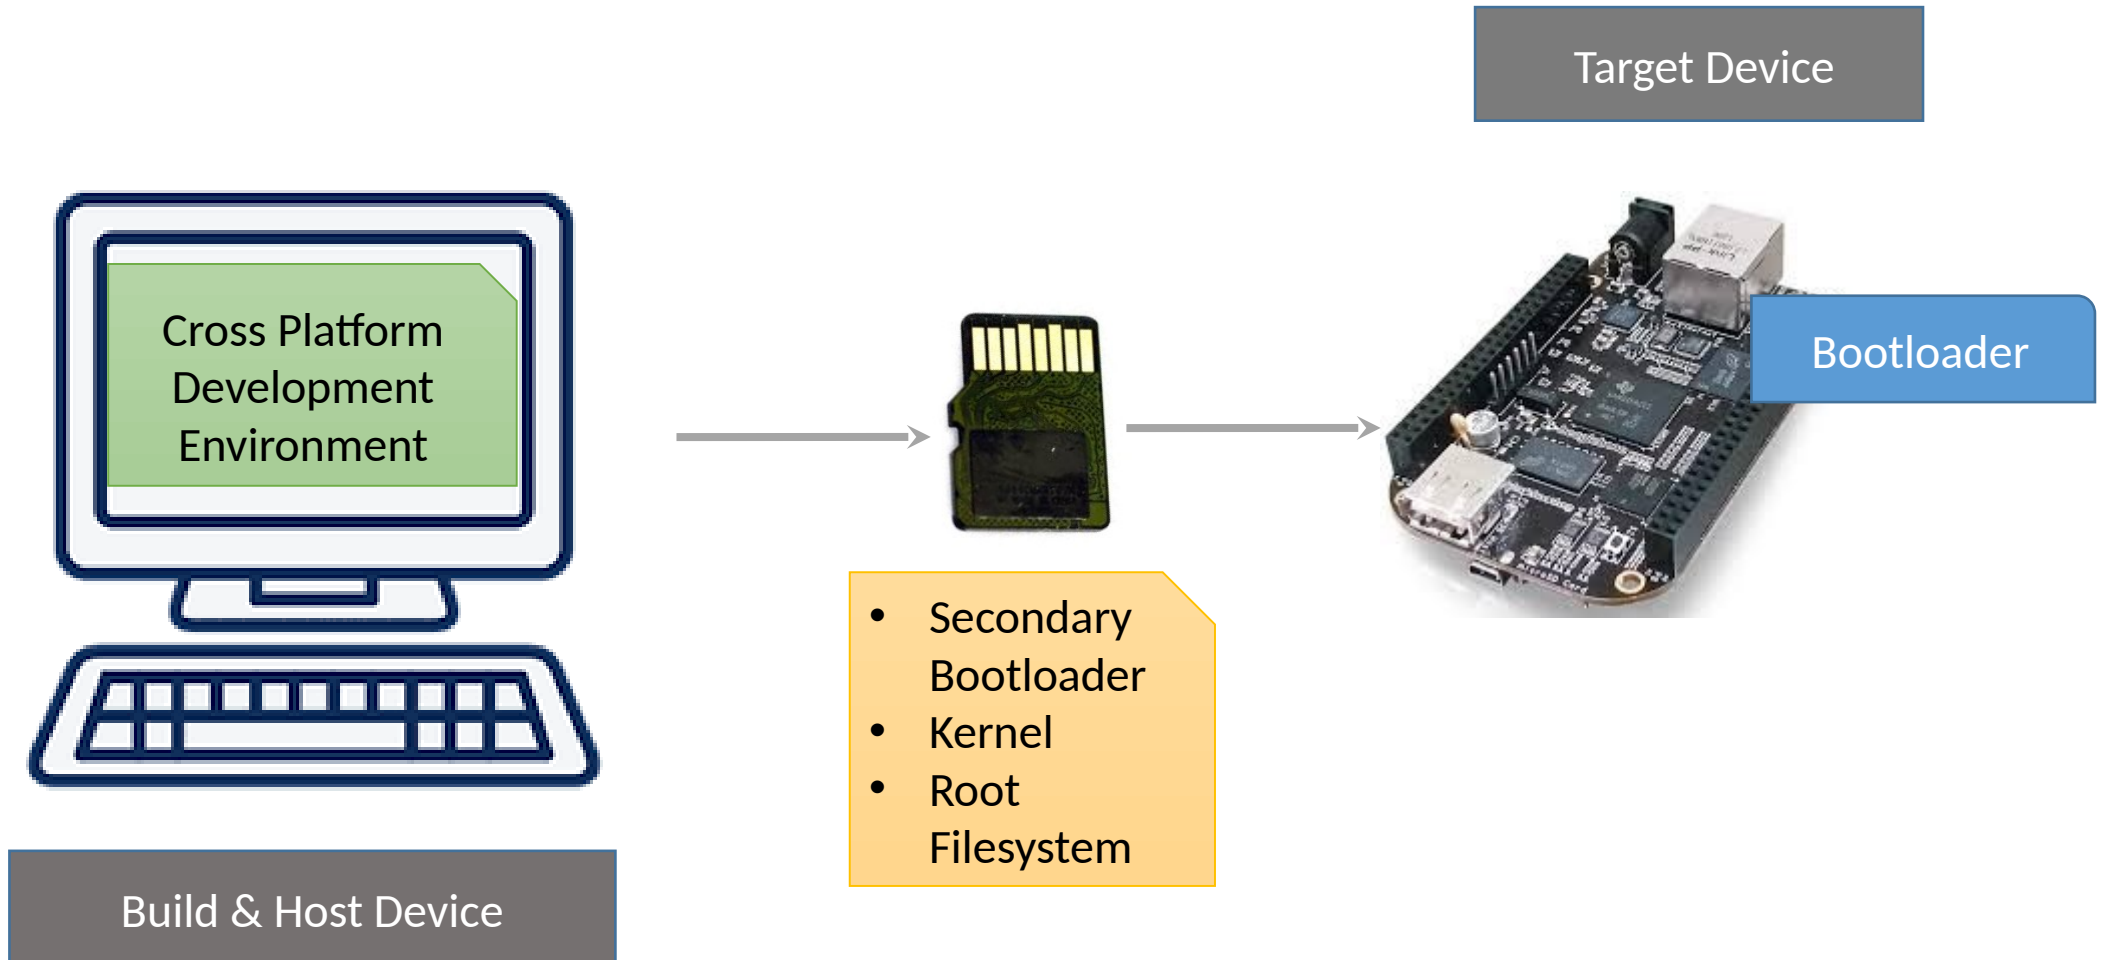 Target Device
Cross Platform
Development
Environment
Bootloader
• Secondary
Bootloader
• Kernel
• Root
Filesystem
Build & Host Device